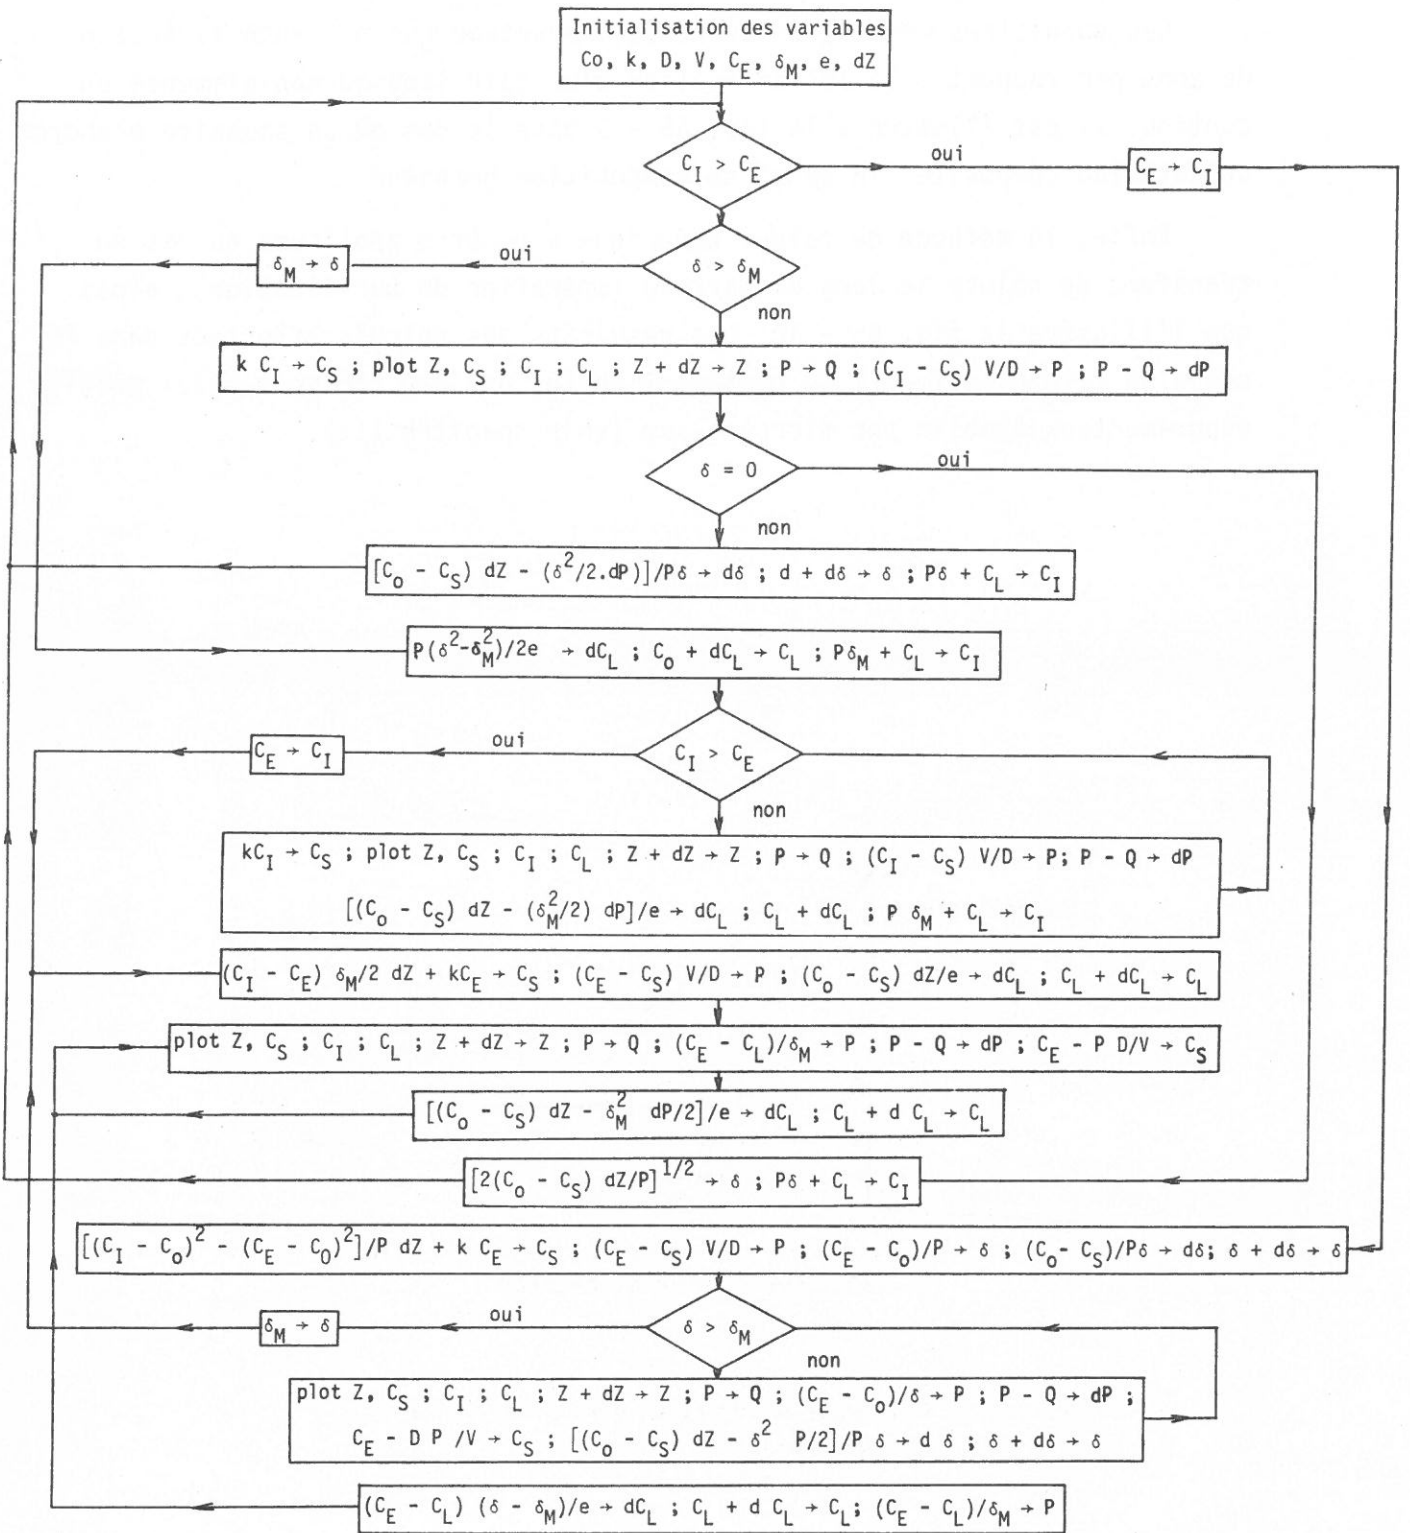 Initialisation des variables
Co, k, D, V, C_E, δ_M, e, dZ
C_I > C_E
oui
C_E → C_I
δ > δ_M
oui
δ_M → δ
non
k C_I → C_S ; plot Z, C_S ; C_I ; C_L ; Z + dZ → Z ; P → Q ; (C_I - C_S) V/D → P ; P - Q → dP
δ = 0
oui
non
[C_o - C_S) dZ - (δ²/2.dP)]/Pδ → dδ ; d + dδ → δ ; Pδ + C_L → C_I
P(δ²-δ_M²)/2e → dC_L ; C_o + dC_L → C_L ; Pδ_M + C_L → C_I
C_I > C_E
oui
C_E → C_I
non
kC_I → C_S ; plot Z, C_S ; C_I ; C_L ; Z + dZ → Z ; P → Q ; (C_I - C_S) V/D → P; P - Q → dP
[(C_o - C_S) dZ - (δ_M²/2) dP]/e → dC_L ; C_L + dC_L ; P δ_M + C_L → C_I
(C_I - C_E) δ_M/2 dZ + kC_E → C_S ; (C_E - C_S) V/D → P ; (C_o - C_S) dZ/e → dC_L ; C_L + dC_L → C_L
plot Z, C_S ; C_I ; C_L ; Z + dZ → Z ; P → Q ; (C_E - C_L)/δ_M → P ; P - Q → dP ; C_E - P D/V → C_S
[(C_o - C_S) dZ - δ_M² dP/2]/e → dC_L ; C_L + d C_L → C_L
[2(C_o - C_S) dZ/P]^1/2 → δ ; Pδ + C_L → C_I
[(C_I - C_o)² - (C_E - C_O)²]/P dZ + k C_E → C_S ; (C_E - C_S) V/D → P ; (C_E - C_o)/P → δ ; (C_o- C_S)/Pδ → dδ; δ + dδ → δ
δ > δ_M
oui
δ_M → δ
non
plot Z, C_S ; C_I ; C_L ; Z + dZ → Z ; P → Q ; (C_E - C_o)/δ → P ; P - Q → dP ;
C_E - D P /V → C_S ; [(C_o - C_S) dZ - δ² P/2]/P δ → d δ ; δ + dδ → δ
(C_E - C_L) (δ - δ_M)/e → dC_L ; C_L + d C_L → C_L; (C_E - C_L)/δ_M → P